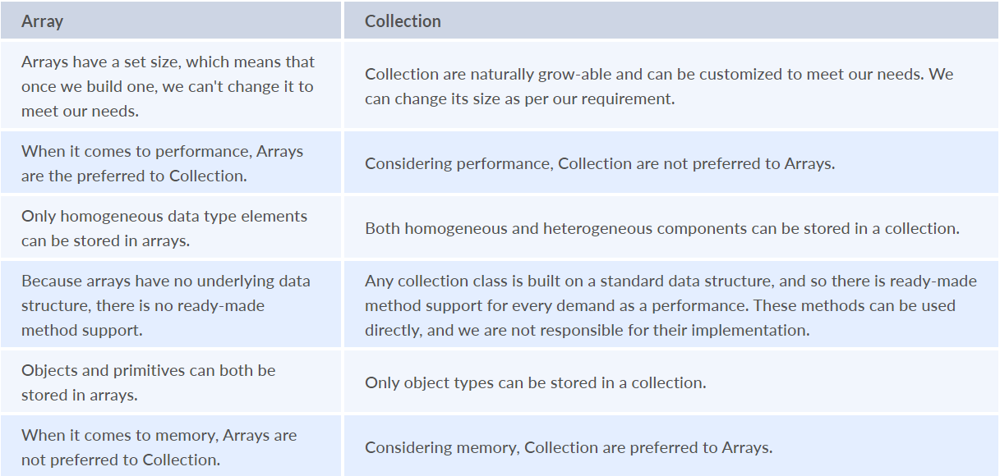 Array
Collection
Arrays have a set size, which means that
once we build one, we can't change it to
meet our needs.
Collection are naturally grow-able and can be customized to meet our needs. We
can change its size as per our requirement.
When it comes to performance, Arrays
are the preferred to Collection.
Considering performance, Collection are not preferred to Arrays.
Only homogeneous data type elements
can be stored in arrays.
Both homogeneous and heterogeneous components can be stored in a collection.
Because arrays have no underlying data
structure, there is no ready-made
method support.
Any collection class is built on a standard data structure, and so there is ready-made
method support for every demand as a performance. These methods can be used
directly, and we are not responsible for their implementation.
Objects and primitives can both be
stored in arrays.
Only object types can be stored in a collection.
When it comes to memory, Arrays are
not preferred to Collection.
Considering memory, Collection are preferred to Arrays.